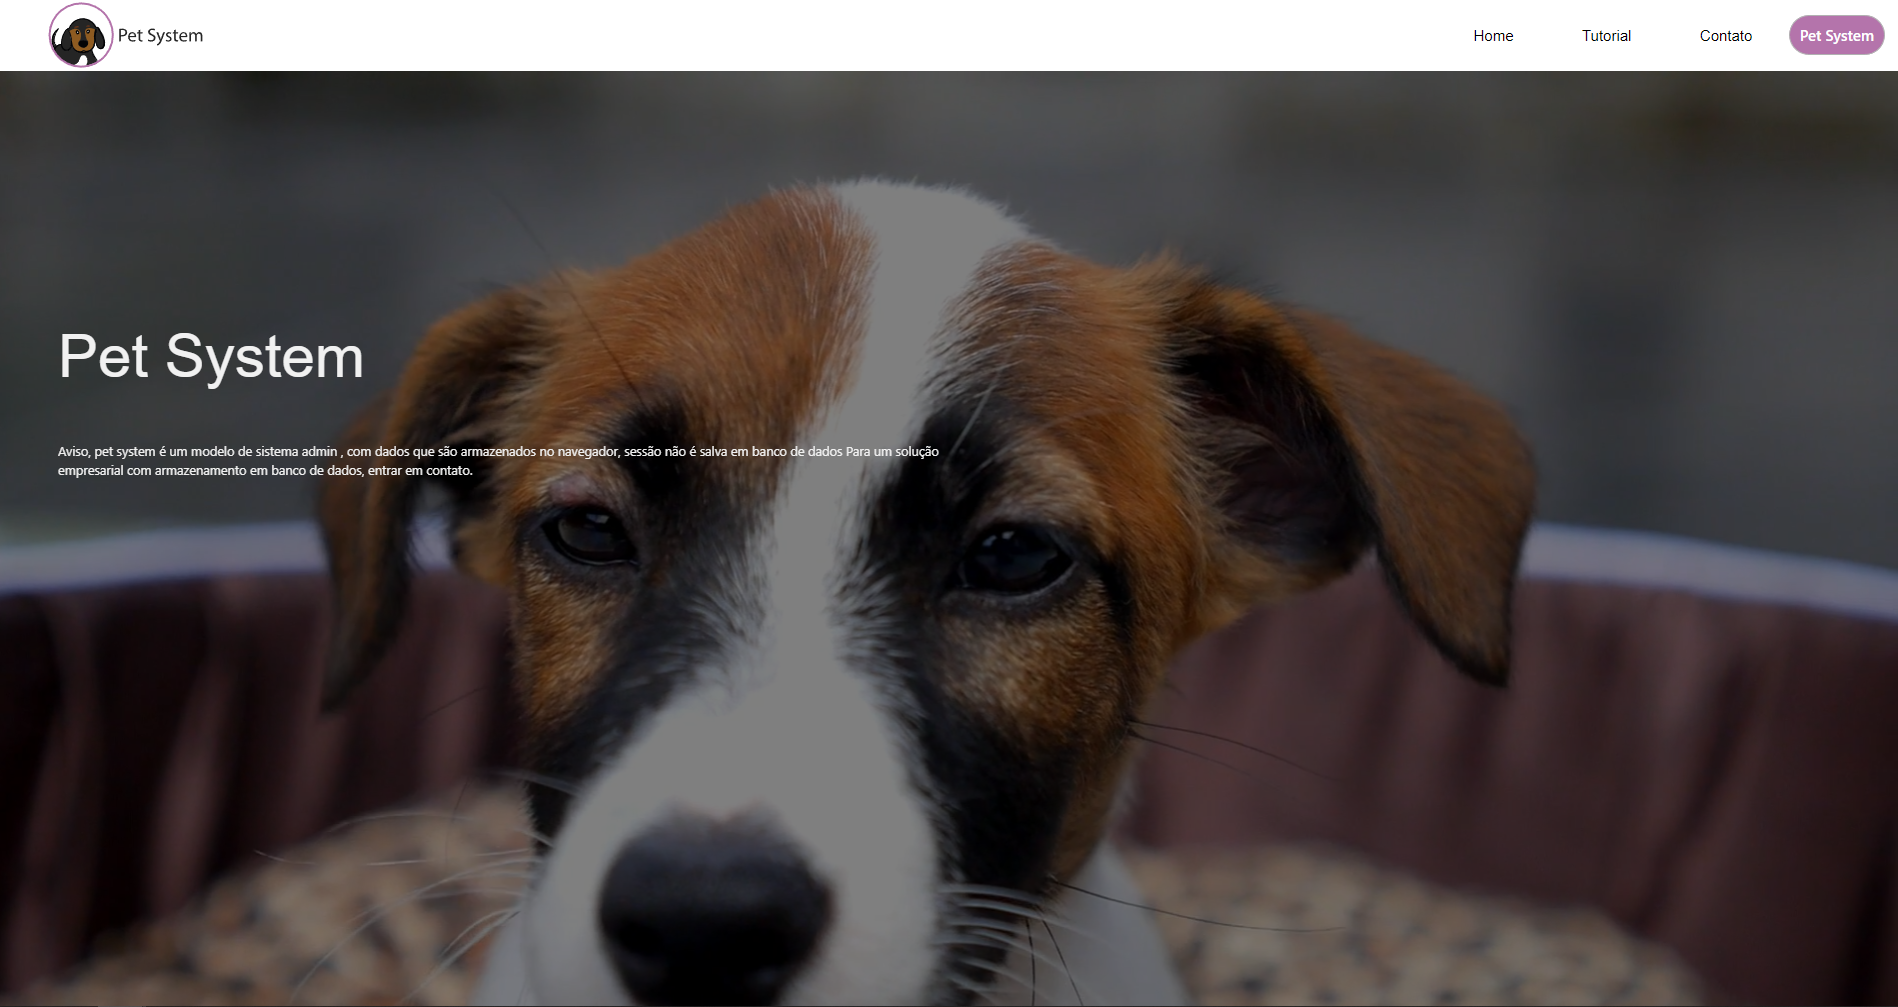 Pet System
Home
Tutorial
Contato
Pet System
Pet System
Aviso, pet system é um modelo de sistema admin , com dados que são armazenados no navegador, sessão não é salva em banco de dados Para um solução
empresarial com armazenamento em banco de dados, entrar em contato.